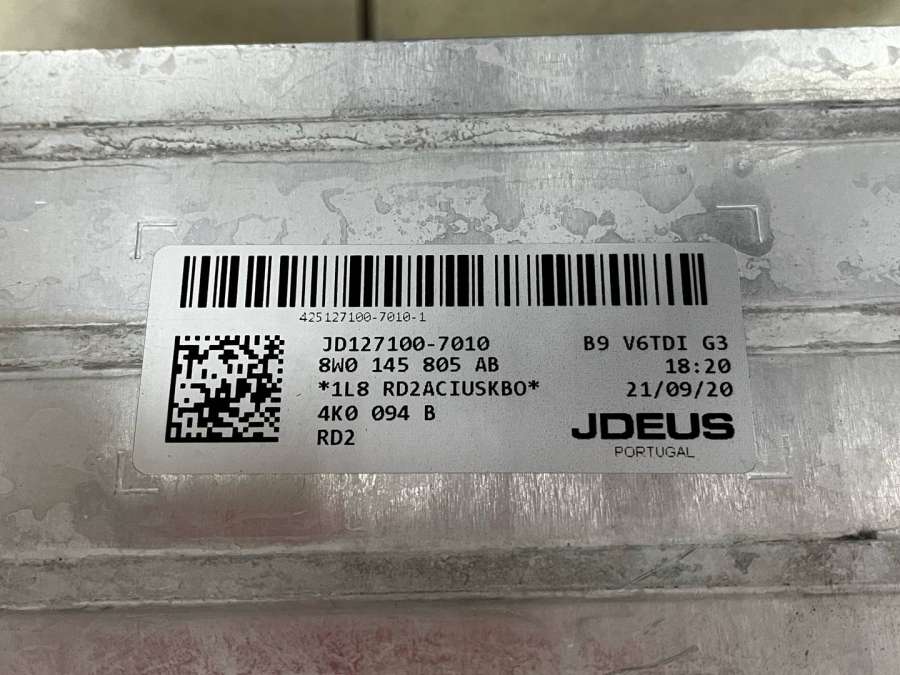 425127100-7010-1
JD127100-7010
8W0 145 805 AB
*1L8 RD2ACIUSKBO*
4K0 094 B
RD2
B9 V6TDI G3
18:20
21/09/20
JDEUS
PORTUGAL